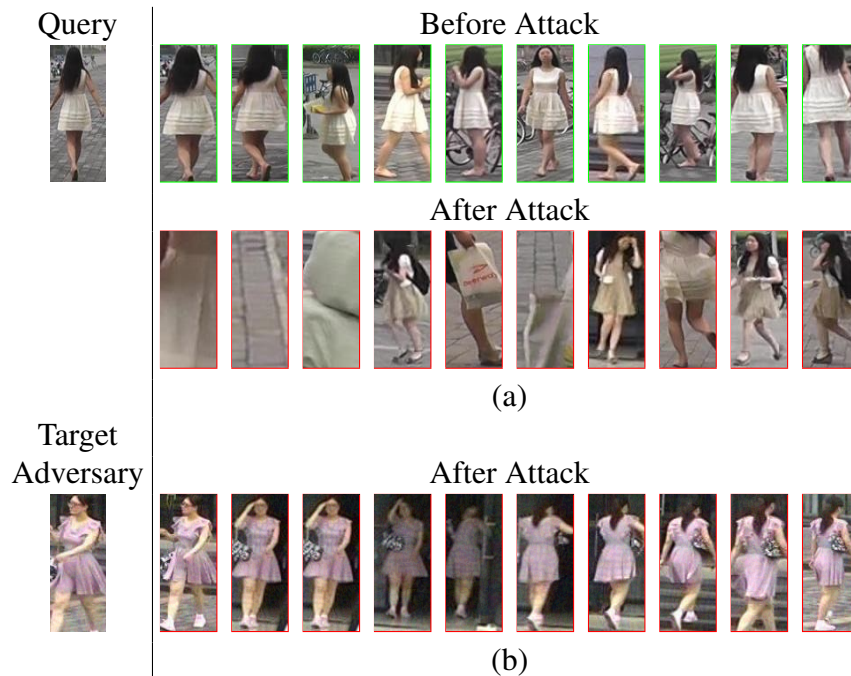 Query
Before Attack
After Attack
(a)
Target
Adversary
After Attack
(b)